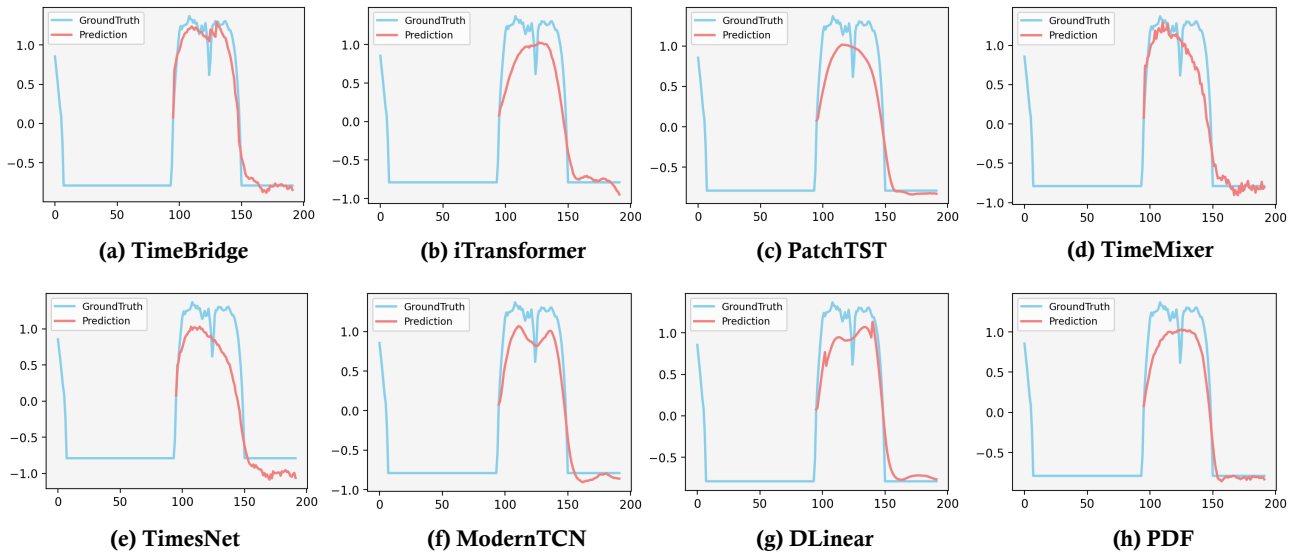 GroundTruth
Prediction
1.0
0.5
0.0
−0.5
0 50 100 150 200
(a) TimeBridge
GroundTruth
Prediction
1.0
0.5
0.0
−0.5
−1.0
0 50 100 150 200
(b) iTransformer
GroundTruth
Prediction
1.0
0.5
0.0
−0.5
0 50 100 150 200
(c) PatchTST
GroundTruth
Prediction
1.0
0.5
0.0
−0.5
−1.0
0 50 100 150 200
(d) TimeMixer
GroundTruth
Prediction
1.0
0.5
0.0
−0.5
−1.0
0 50 100 150 200
(e) TimesNet
GroundTruth
Prediction
1.0
0.5
0.0
−0.5
−1.0
0 50 100 150 200
(f) ModernTCN
GroundTruth
Prediction
1.0
0.5
0.0
−0.5
0 50 100 150 200
(g) DLinear
GroundTruth
Prediction
1.0
0.5
0.0
−0.5
0 50 100 150 200
(h) PDF